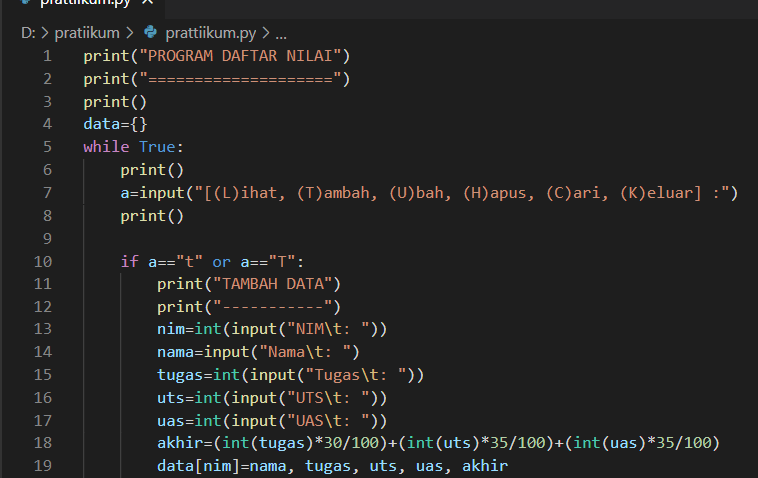 prattiikum.py
D: > pratiikum > prattiikum.py > ...
1 print("PROGRAM DAFTAR NILAI")
2 print("====================")
3 print()
4 data={}
5 while True:
6     print()
7     a=input("[(L)ihat, (T)ambah, (U)bah, (H)apus, (C)ari, (K)eluar] :")
8     print()
9
10     if a=="t" or a=="T":
11         print("TAMBAH DATA")
12         print("-----------")
13         nim=int(input("NIM\t: "))
14         nama=input("Nama\t: ")
15         tugas=int(input("Tugas\t: "))
16         uts=int(input("UTS\t: "))
17         uas=int(input("UAS\t: "))
18         akhir=(int(tugas)*30/100)+(int(uts)*35/100)+(int(uas)*35/100)
19         data[nim]=nama, tugas, uts, uas, akhir